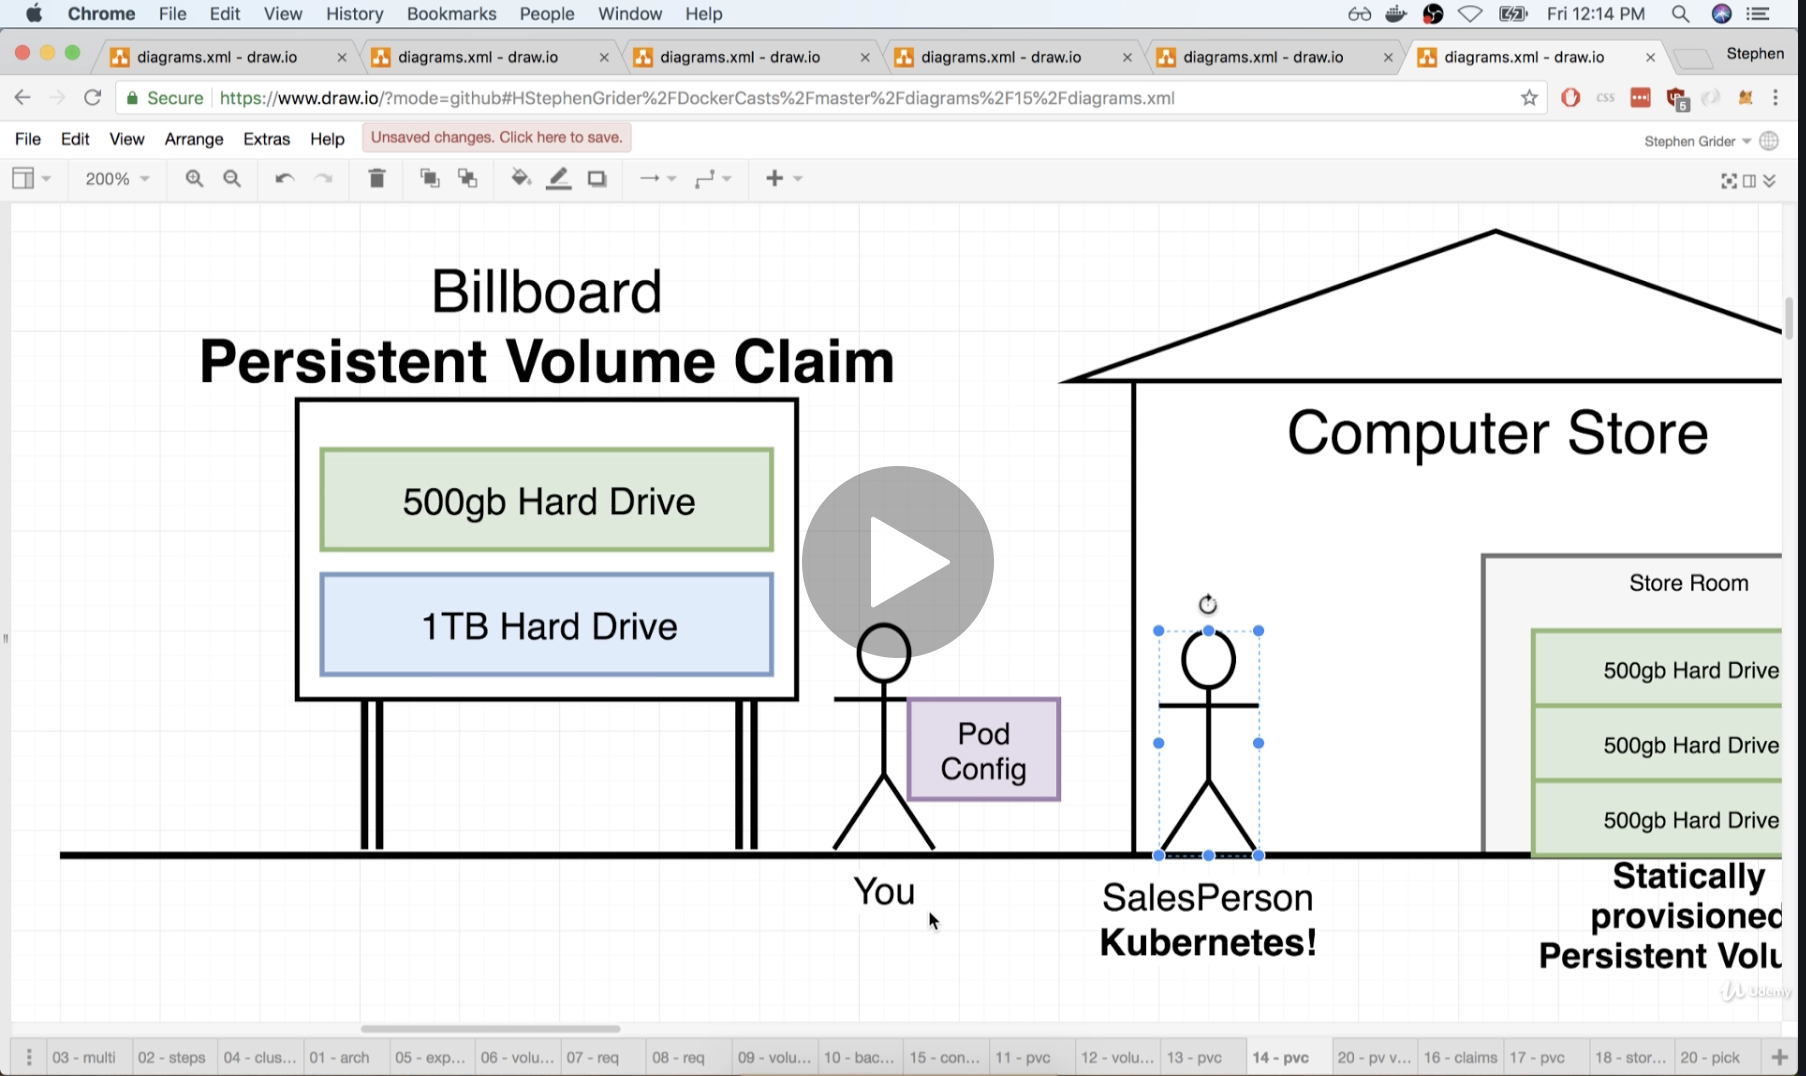 Chrome File Edit View History Bookmarks People Window Help Fri 12:14 PM
diagrams.xml - draw.io diagrams.xml - draw.io diagrams.xml - draw.io diagrams.xml - draw.io diagrams.xml - draw.io diagrams.xml - draw.io Stephen
Secure https://www.draw.io/?mode=github#HStephenGrider%2FDockerCasts%2Fmaster%2Fdiagrams%2F15%2Fdiagrams.xml css 5
File Edit View Arrange Extras Help Unsaved changes. Click here to save. Stephen Grider
200%
Billboard
Persistent Volume Claim
500gb Hard Drive
1TB Hard Drive
Pod
Config
You
Computer Store
SalesPerson
Kubernetes!
Store Room
500gb Hard Drive
500gb Hard Drive
500gb Hard Drive
Statically
provisioned
Persistent Volu
Udemy
03 - multi 02 - steps 04 - clus... 01 - arch 05 - exp... 06 - volu... 07 - req 08 - req 09 - volu... 10 - bac... 15 - con... 11 - pvc 12 - volu... 13 - pvc 14 - pvc 20 - pv v... 16 - claims 17 - pvc 18 - stor... 20 - pick